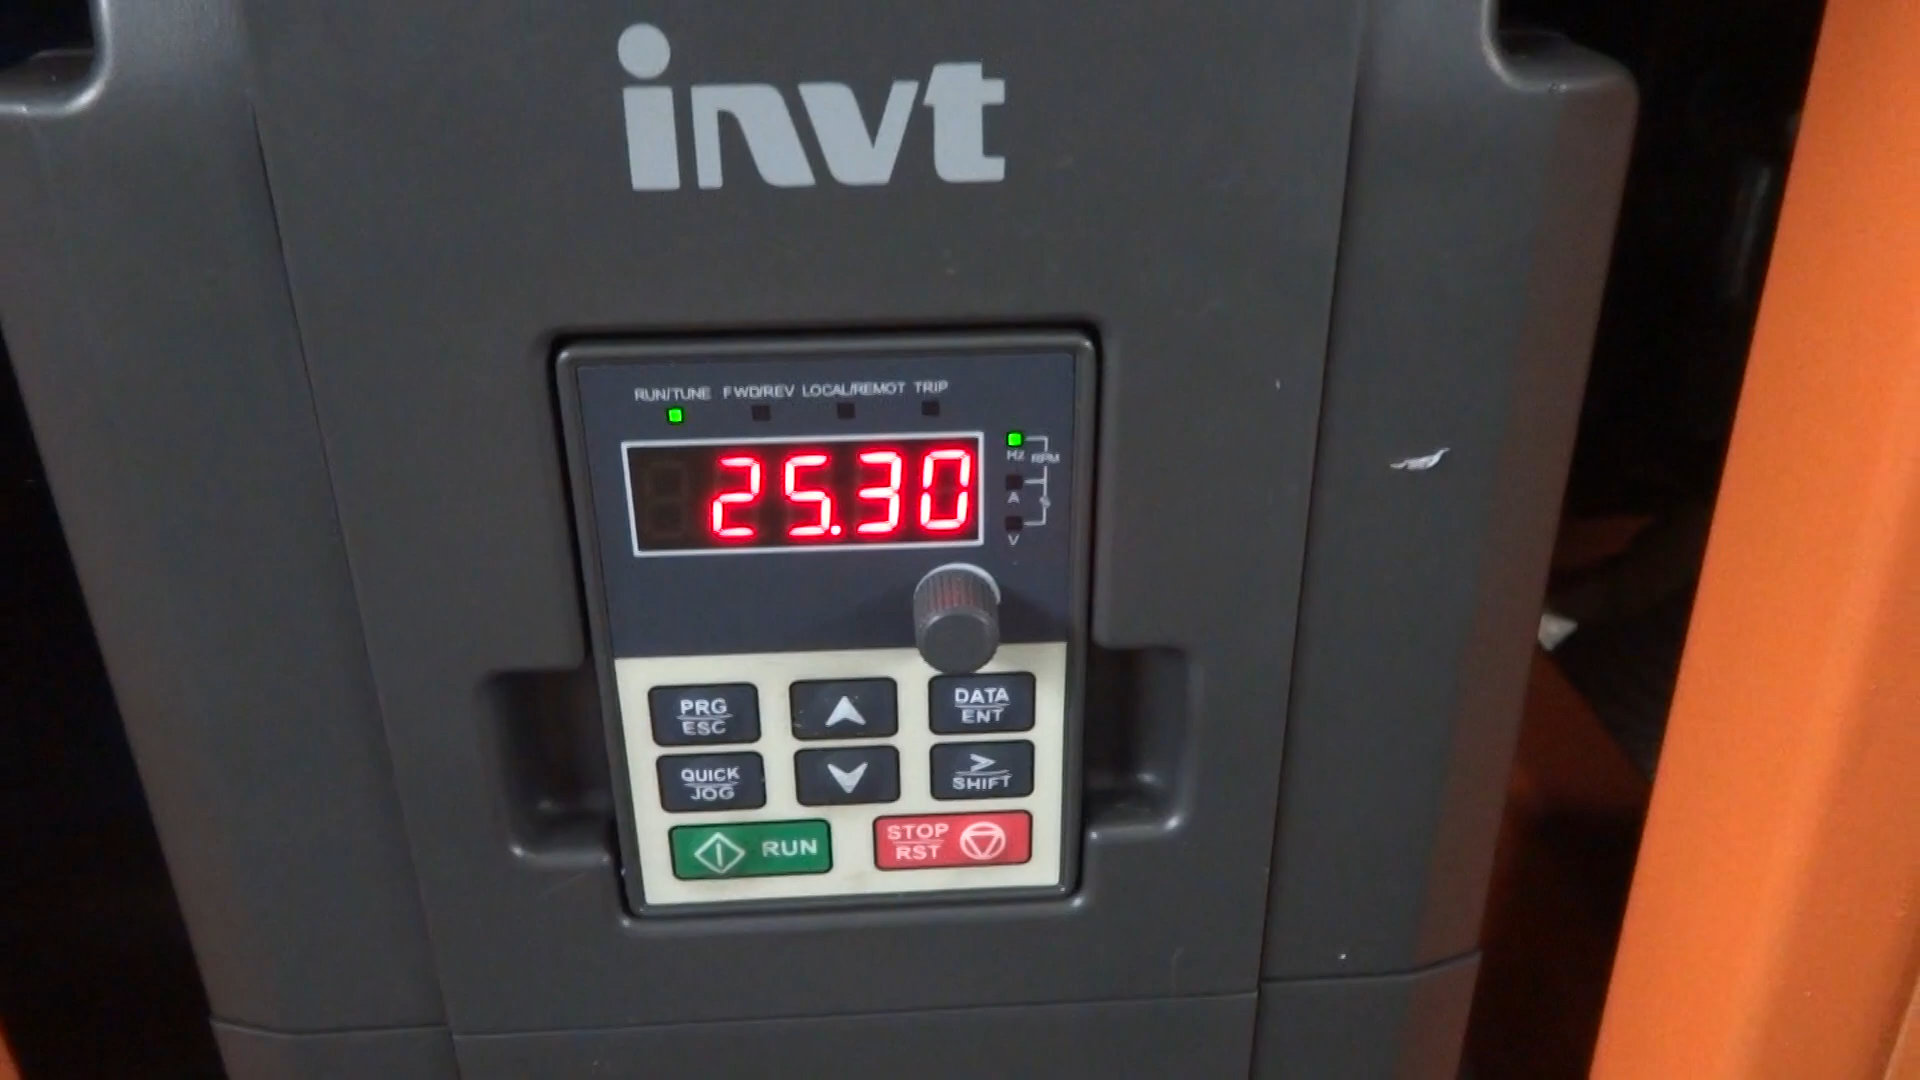 invt
RUN/TUNE FWD/REV LOCAL/REMOT TRIP
25.30
Hz RPM
A
%
V
PRG
ESC
DATA
ENT
QUICK
JOG
>
SHIFT
RUN
STOP
RST